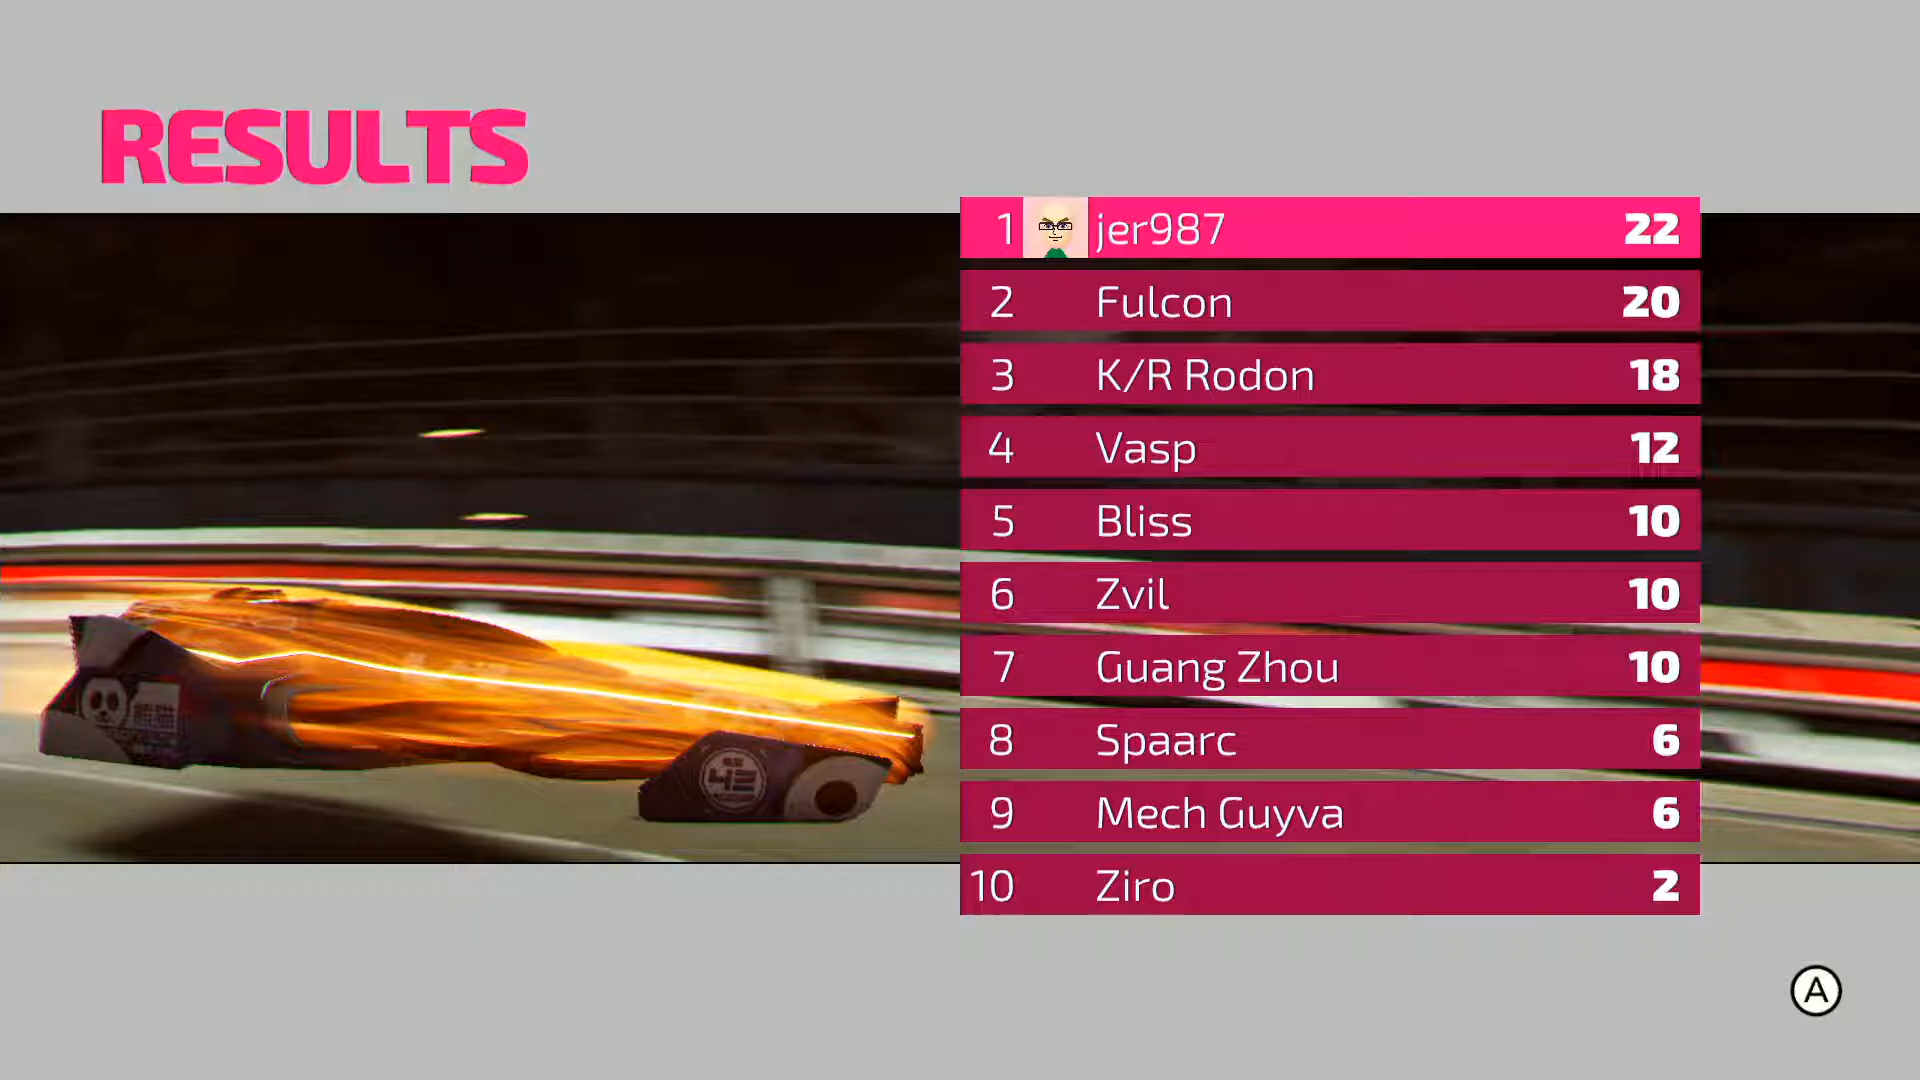 RESULTS
1 jer987 22
2 Fulcon 20
3 K/R Rodon 18
4 Vasp 12
5 Bliss 10
6 Zvil 10
7 Guang Zhou 10
8 Spaarc 6
9 Mech Guyva 6
10 Ziro 2
A